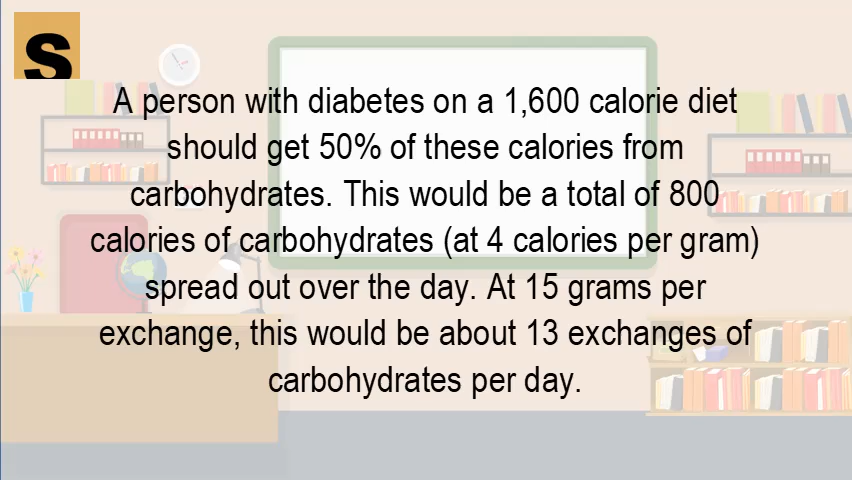 S
A person with diabetes on a 1,600 calorie diet
should get 50% of these calories from
carbohydrates. This would be a total of 800
calories of carbohydrates (at 4 calories per gram)
spread out over the day. At 15 grams per
exchange, this would be about 13 exchanges of
carbohydrates per day.